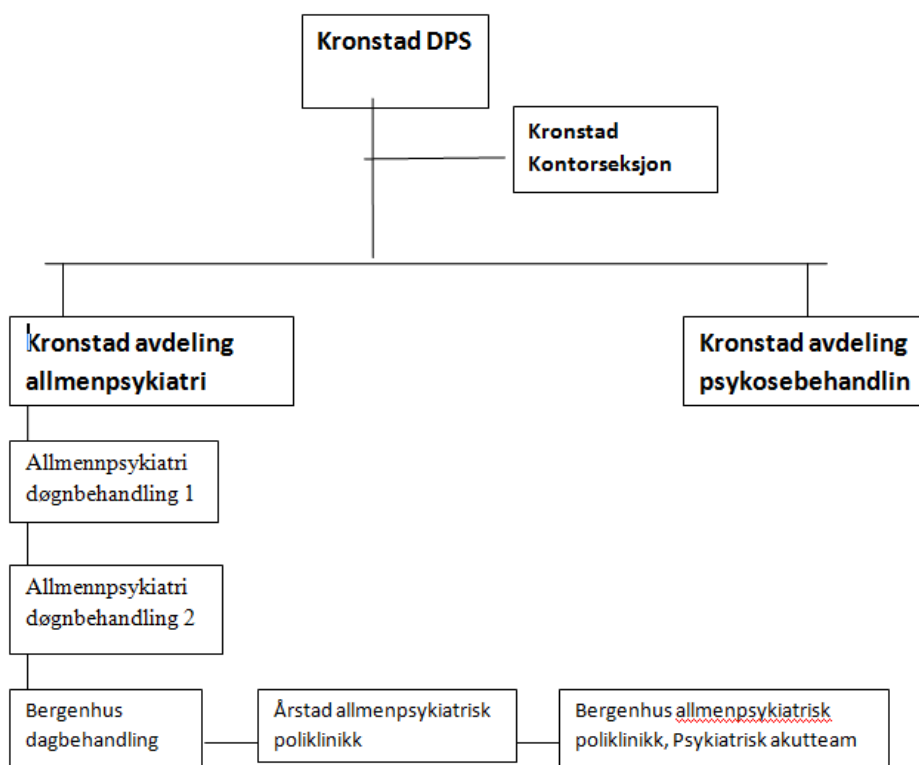 Kronstad DPS
Kronstad
Kontorseksjon
Kronstad avdeling
allmenpsykiatri
Kronstad avdeling
psykosebehandlin
Allmennpsykiatri
døgnbehandling 1
Allmennpsykiatri
døgnbehandling 2
Bergenhus
dagbehandling
Årstad allmenpsykiatrisk
poliklinikk
Bergenhus allmenpsykiatrisk
poliklinikk, Psykiatrisk akutteam